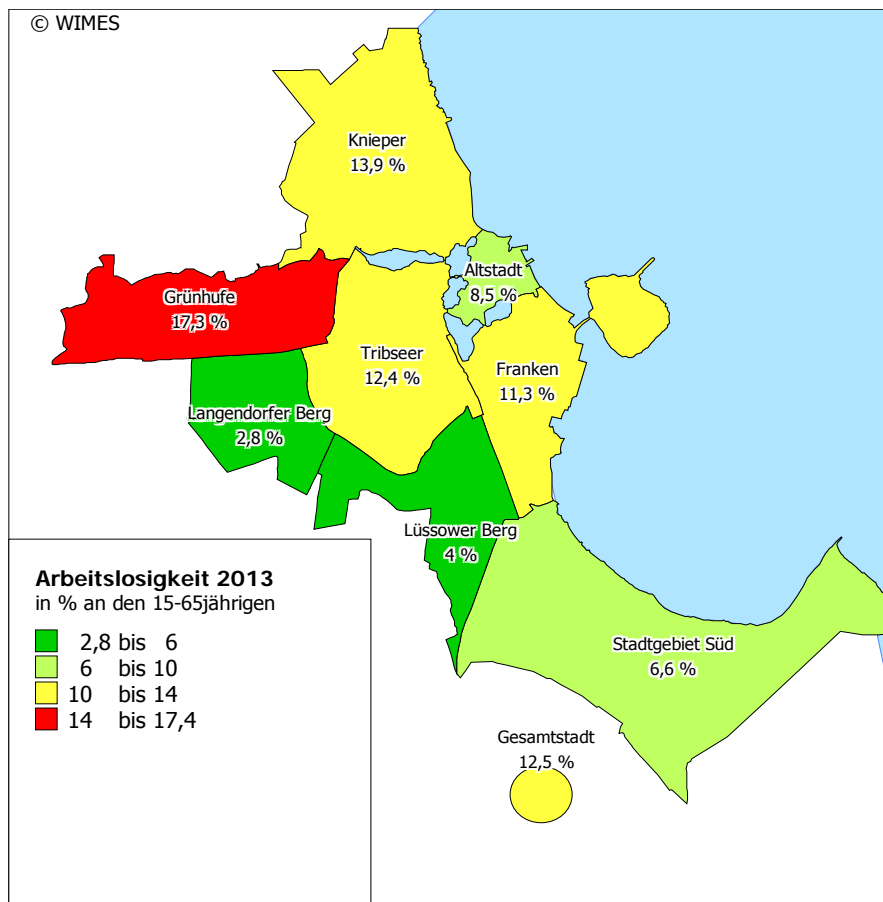 © WIMES
Knieper
13,9 %
Altstadt
8,5 %
Grünhufe
17,3 %
Tribseer
12,4 %
Franken
11,3 %
Langendorfer Berg
2,8 %
Lüssower Berg
4 %
Stadtgebiet Süd
6,6 %
Gesamtstadt
12,5 %
Arbeitslosigkeit 2013
in % an den 15-65jährigen
2,8 bis 6
6 bis 10
10 bis 14
14 bis 17,4